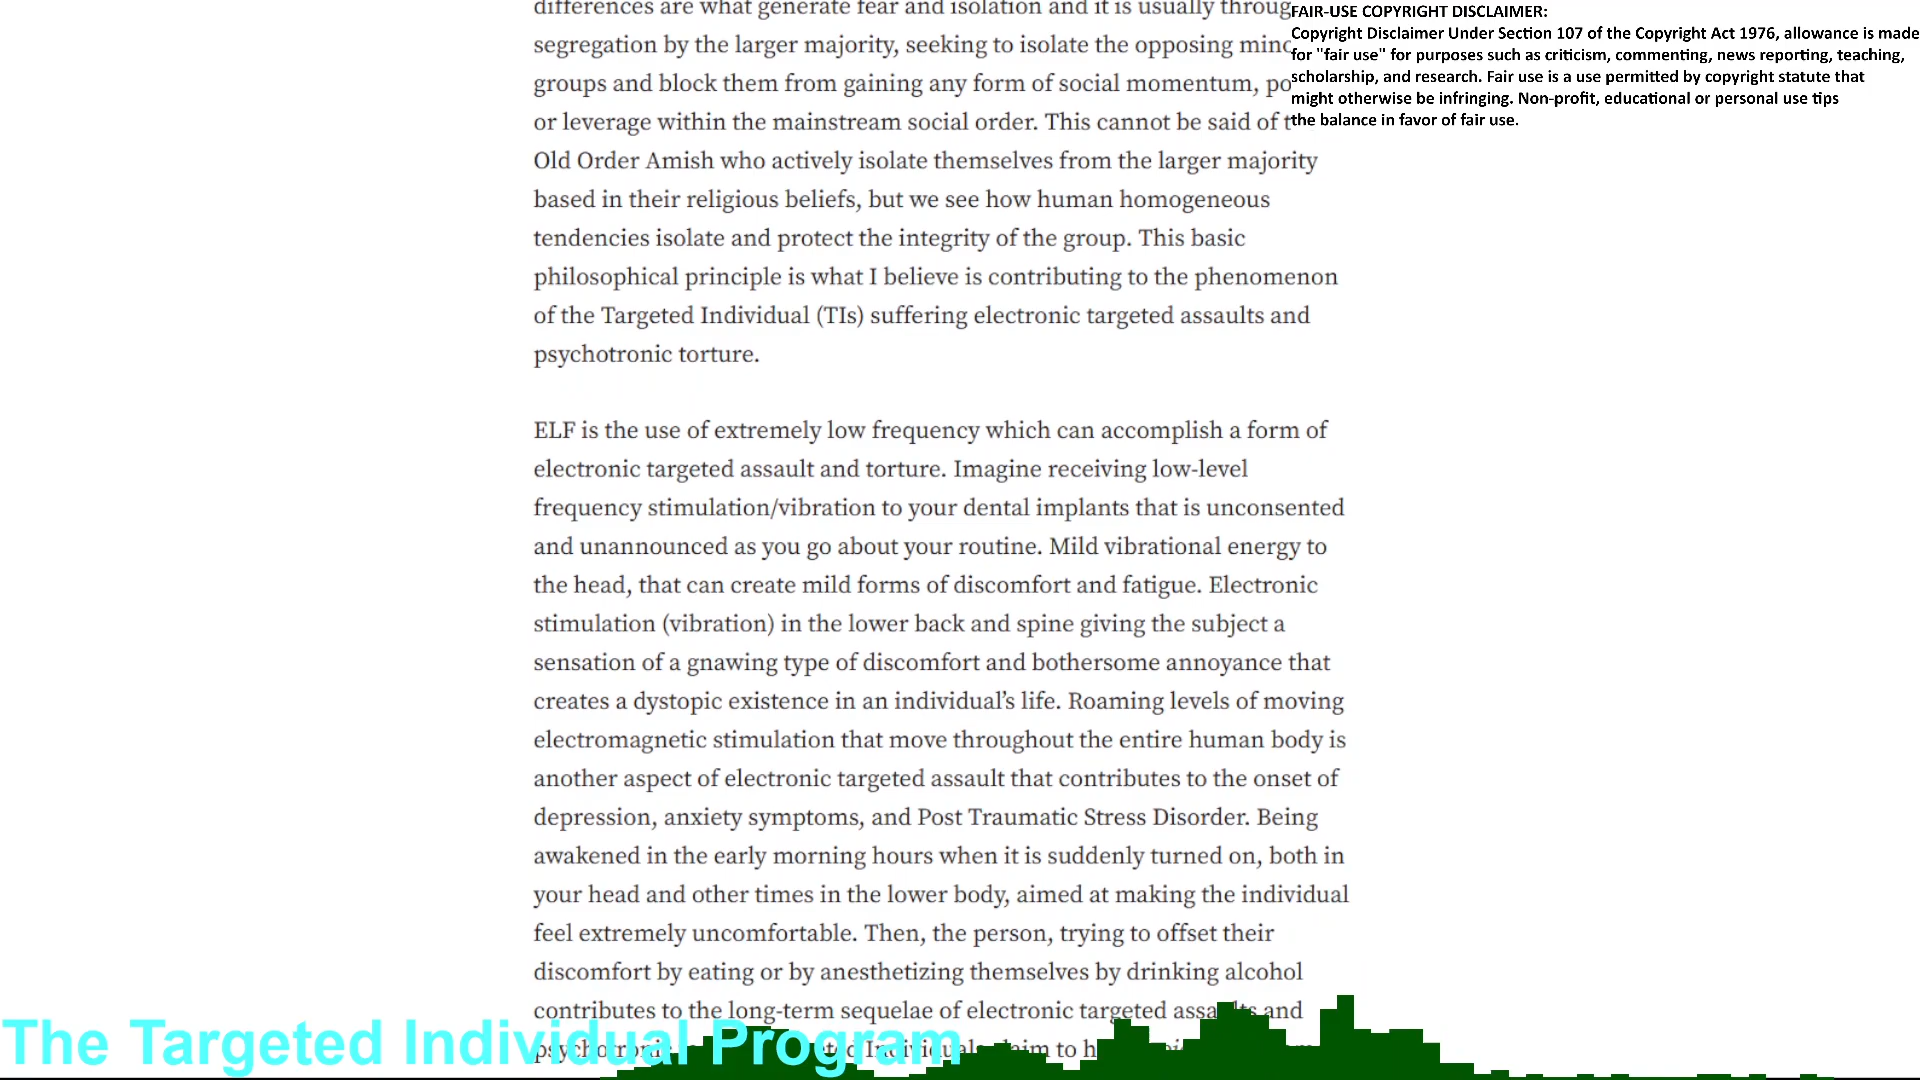 differences are what generate fear and isolation and it is usually
segregation by the larger majority, seeking to isolate the opposing
groups and block them from gaining any form of social momentum,
or leverage within the mainstream social order. This cannot be said of
Old Order Amish who actively isolate themselves from the larger majority
based in their religious beliefs, but we see how human homogeneous
tendencies isolate and protect the integrity of the group. This basic
philosophical principle is what I believe is contributing to the phenomenon
of the Targeted Individual (TIs) suffering electronic targeted assaults and
psychotronic torture.
ELF is the use of extremely low frequency which can accomplish a form of
electronic targeted assault and torture. Imagine receiving low-level
frequency stimulation/vibration to your dental implants that is unconsented
and unannounced as you go about your routine. Mild vibrational energy to
the head, that can create mild forms of discomfort and fatigue. Electronic
stimulation (vibration) in the lower back and spine giving the subject a
sensation of a gnawing type of discomfort and bothersome annoyance that
creates a dystopic existence in an individual’s life. Roaming levels of moving
electromagnetic stimulation that move throughout the entire human body is
another aspect of electronic targeted assault that contributes to the onset of
depression, anxiety symptoms, and Post Traumatic Stress Disorder. Being
awakened in the early morning hours when it is suddenly turned on, both in
your head and other times in the lower body, aimed at making the individual
feel extremely uncomfortable. Then, the person, trying to offset their
discomfort by eating or by anesthetizing themselves by drinking alcohol
contributes to the long-term sequelae of electronic targeted and
to
FAIR-USE COPYRIGHT DISCLAIMER:
Copyright Disclaimer Under Section 107 of the Copyright Act 1976, allowance is made
for "fair use" for purposes such as criticism, commenting, news reporting, teaching,
scholarship, and research. Fair use is a use permitted by copyright statute that
might otherwise be infringing. Non-profit, educational or personal use tips
the balance in favor of fair use.
The Targeted Individual Program